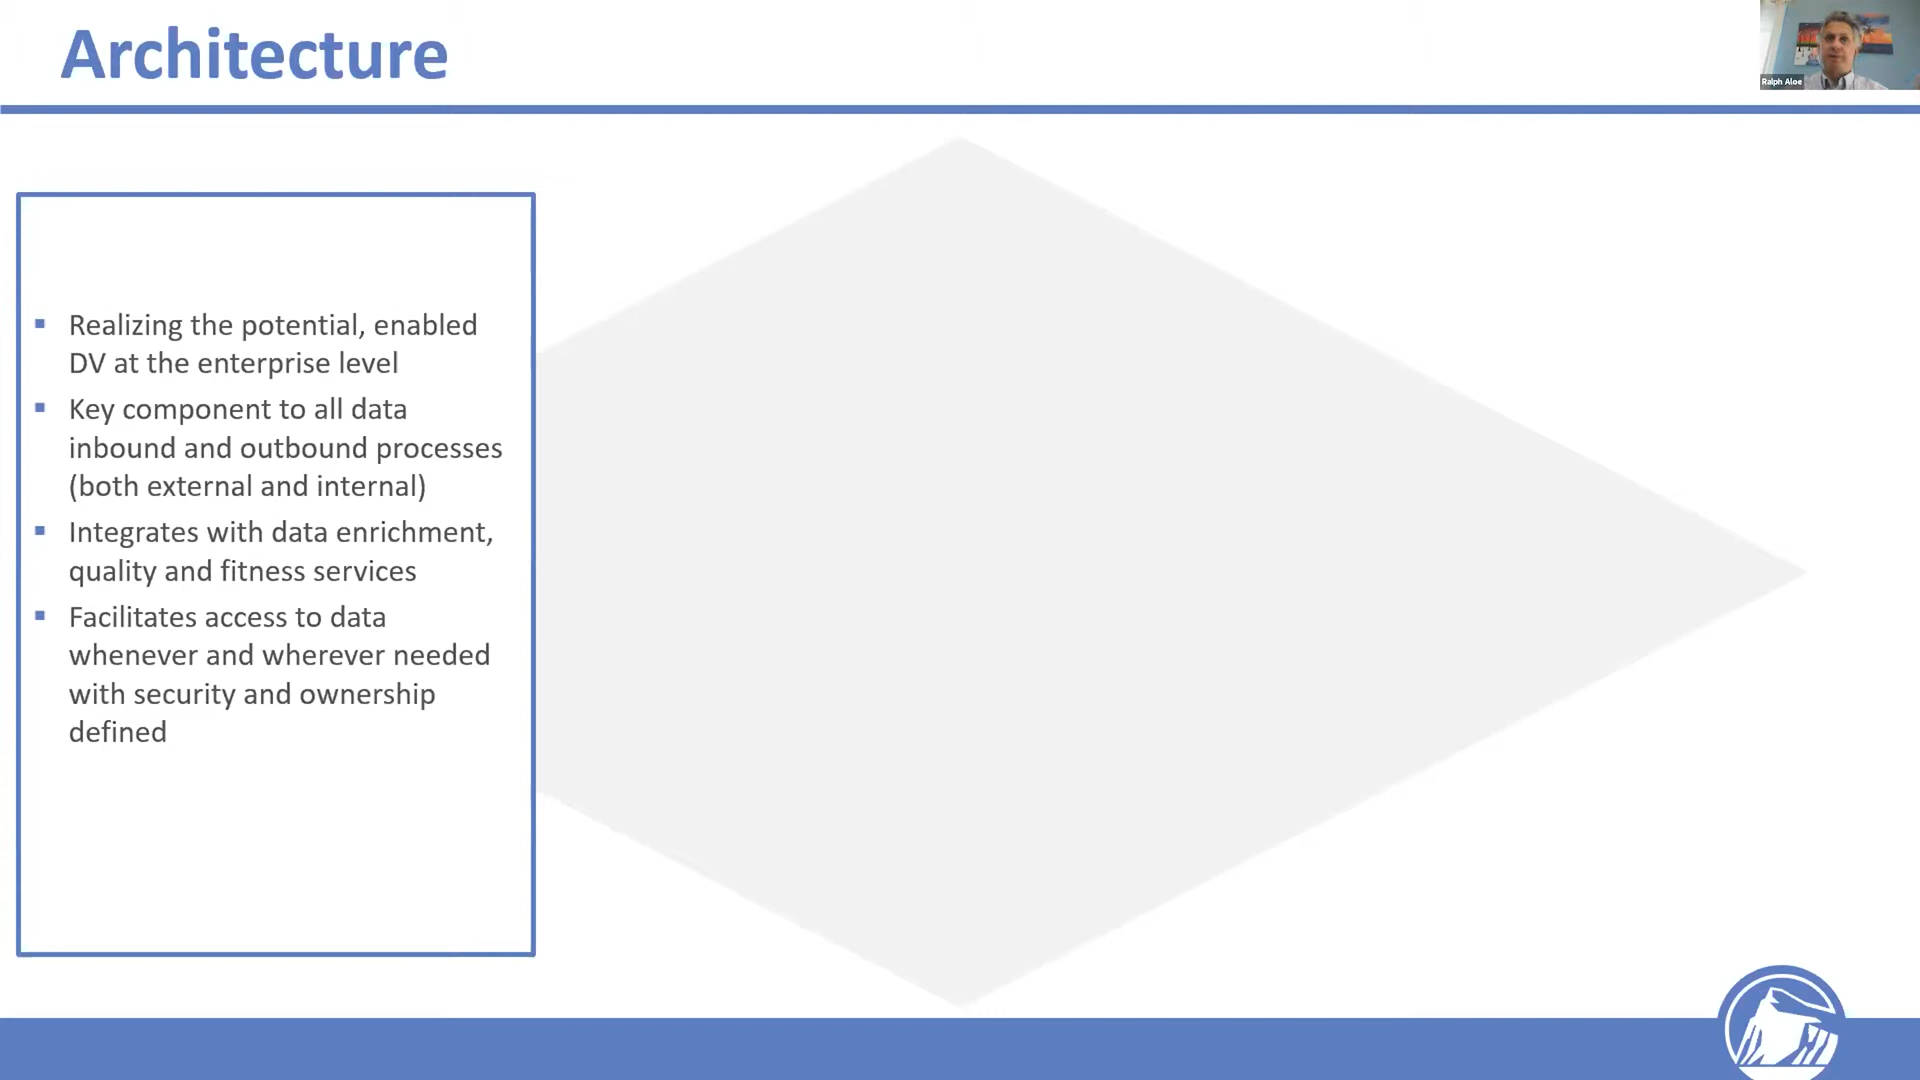 Architecture
Ralph Aloe
▪ Realizing the potential, enabled
DV at the enterprise level
▪ Key component to all data
inbound and outbound processes
(both external and internal)
▪ Integrates with data enrichment,
quality and fitness services
▪ Facilitates access to data
whenever and wherever needed
with security and ownership
defined